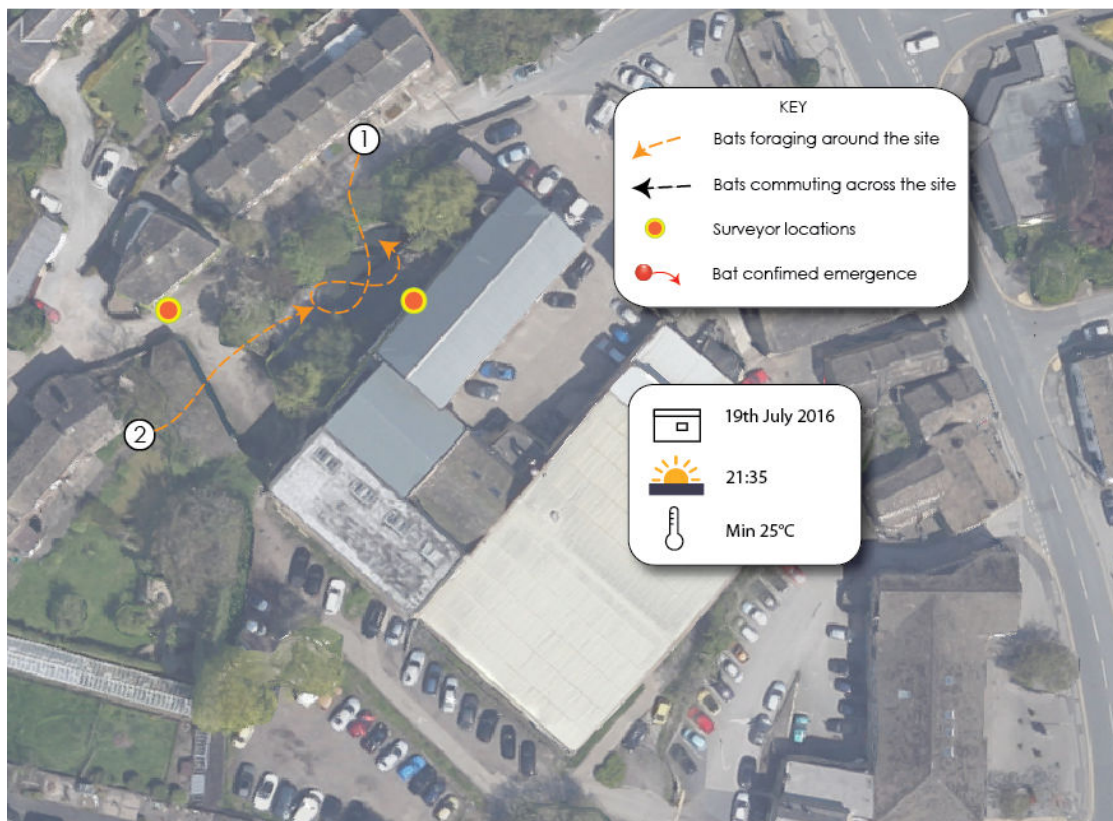 1
2
KEY
Bats foraging around the site
Bats commuting across the site
Surveyor locations
Bat confimed emergence
19th July 2016
21:35
Min 25°C